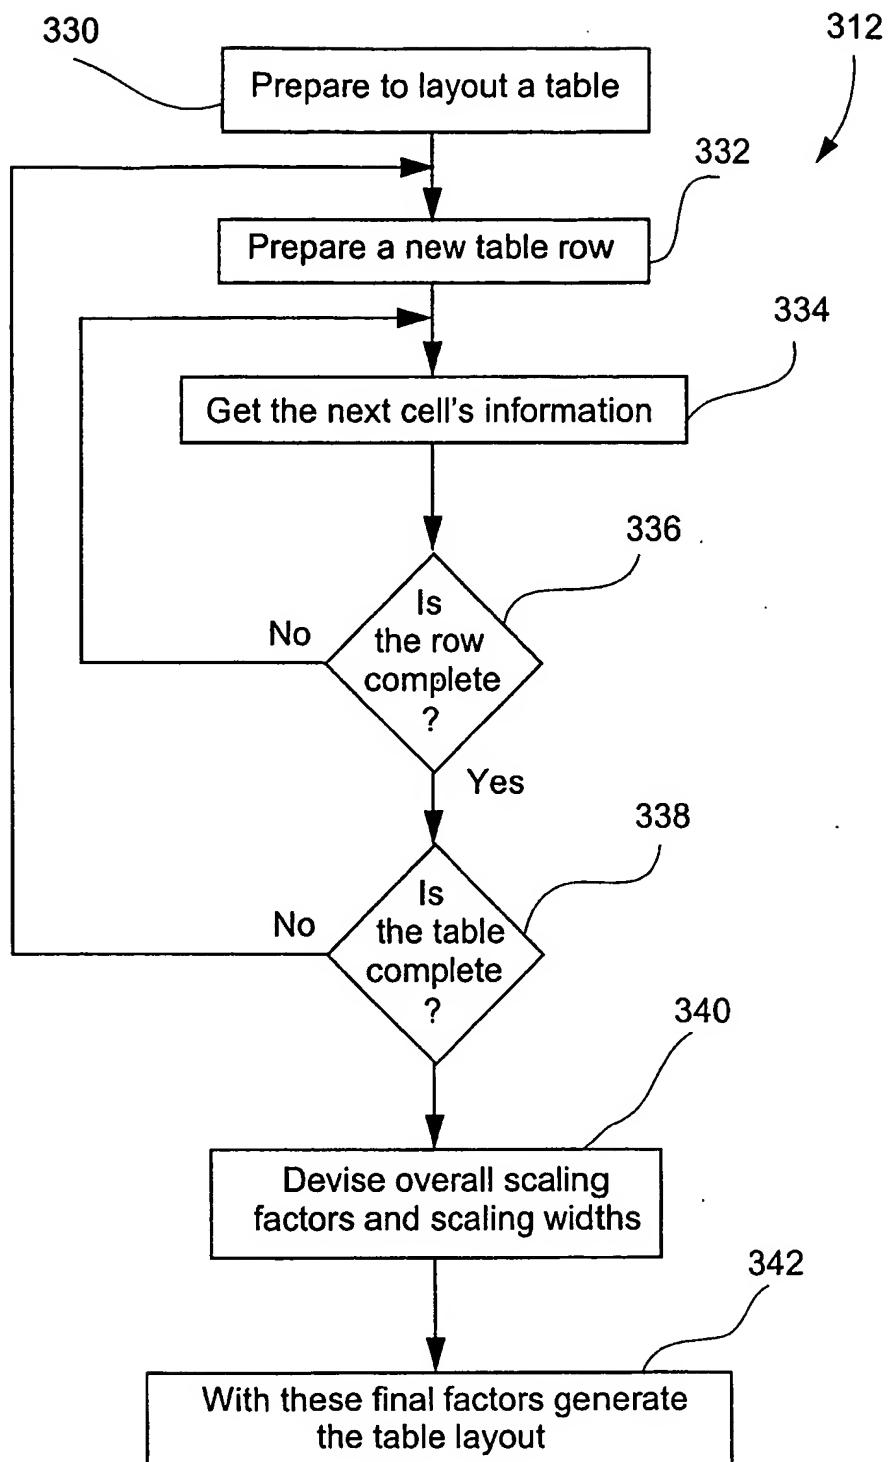 330
312
Prepare to layout a table
332
Prepare a new table row
334
Get the next cell's information
336
Is
the row
complete
?
No
Yes
338
Is
the table
complete
?
No
340
Devise overall scaling
factors and scaling widths
342
With these final factors generate
the table layout